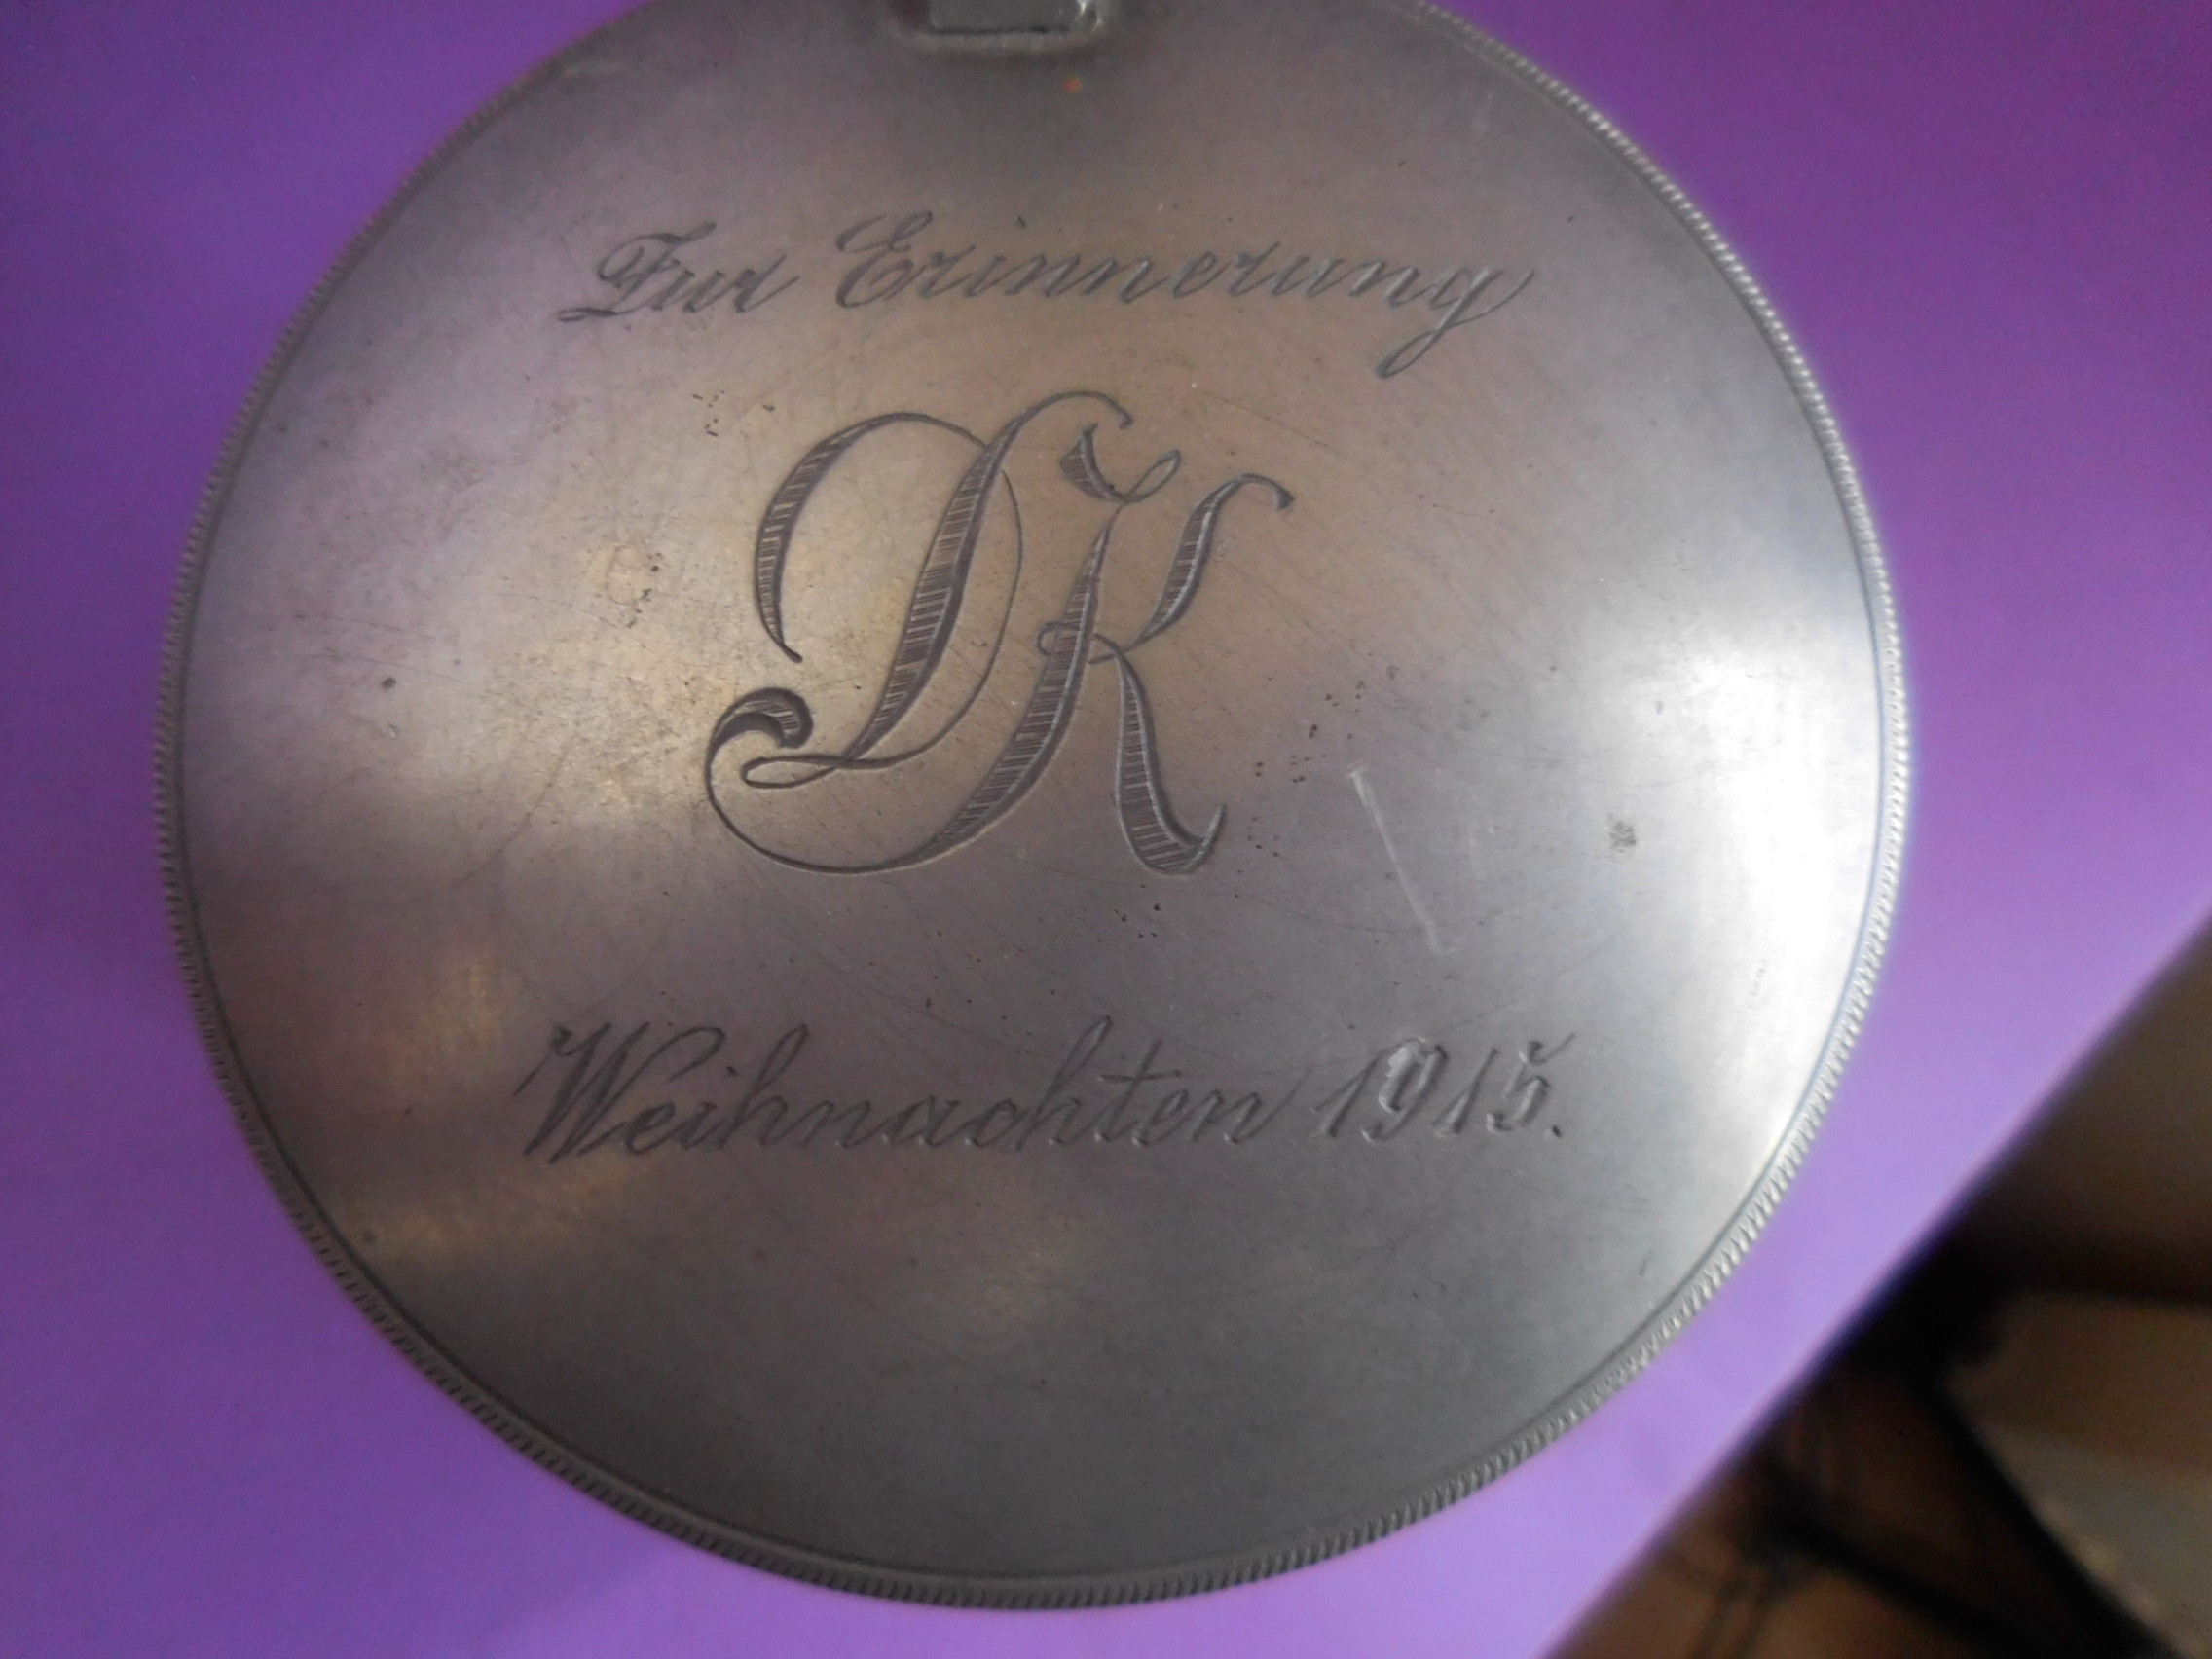 Zur Erinnerung
DK
Weihnachten 1915.